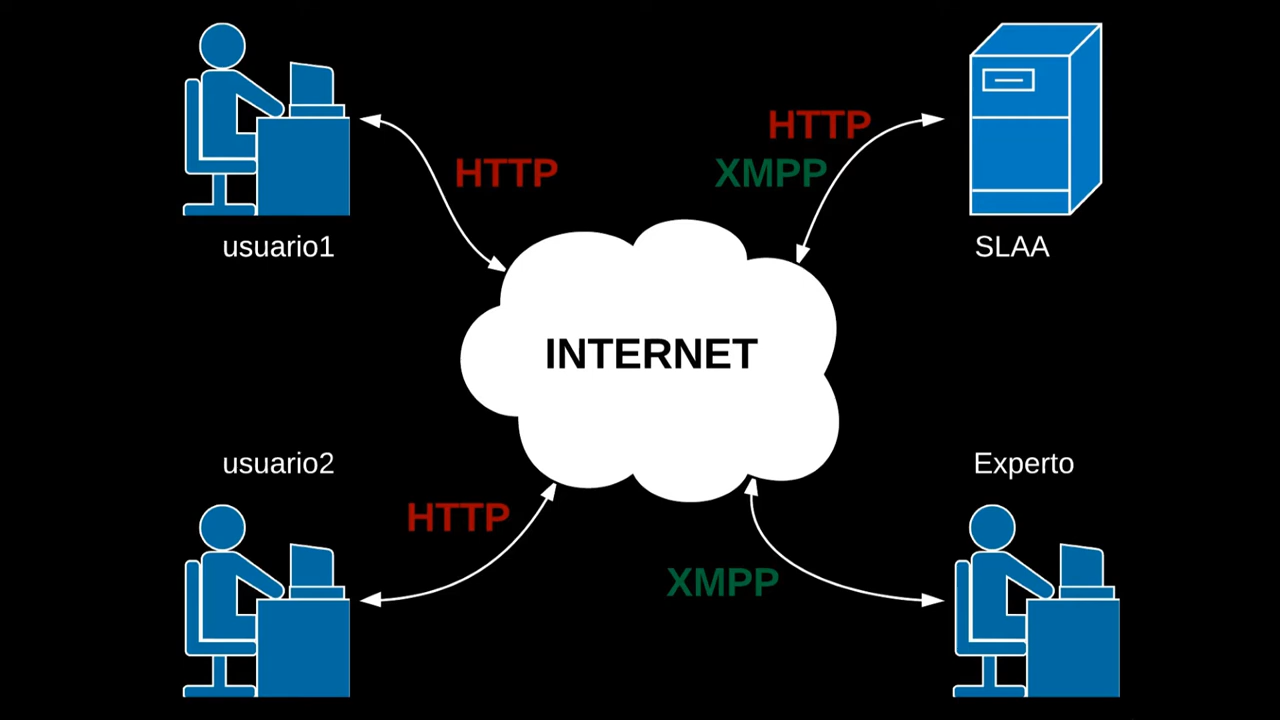 HTTP
XMPP
HTTP
usuario1
SLAA
INTERNET
usuario2
Experto
HTTP
XMPP